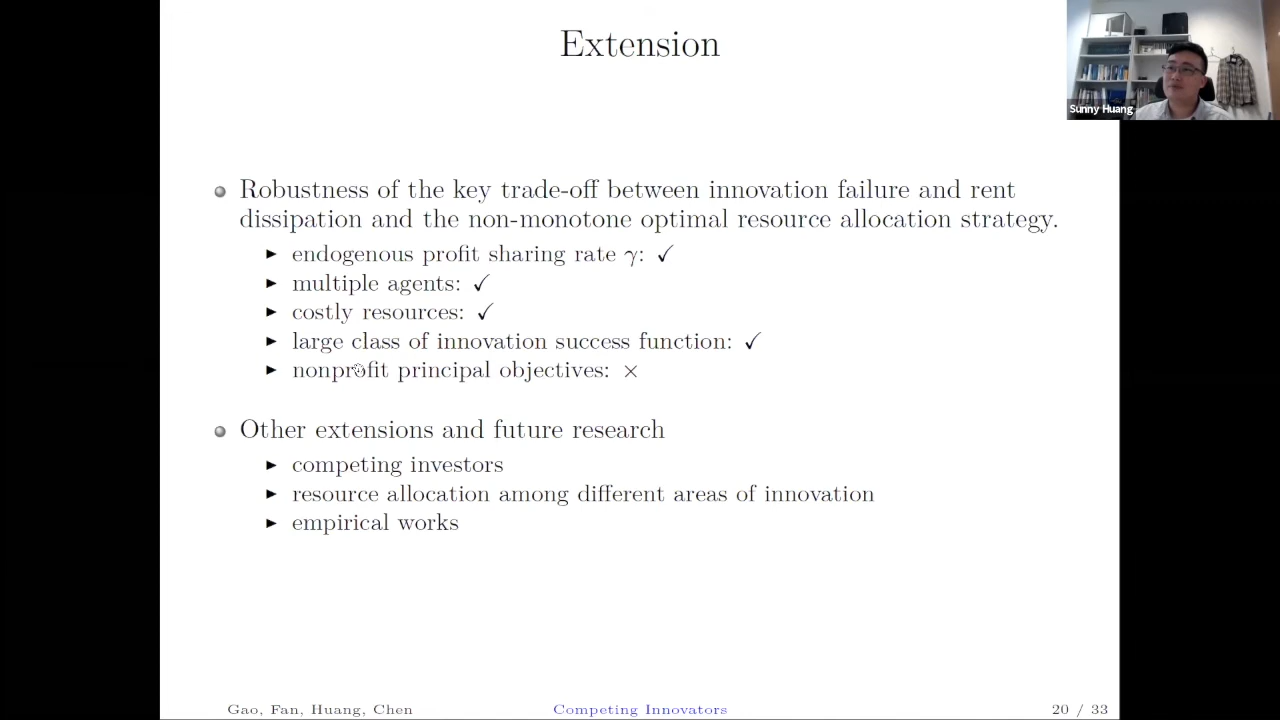 Extension
Sunny Huang
Robustness of the key trade-off between innovation failure and rent
dissipation and the non-monotone optimal resource allocation strategy.
endogenous profit sharing rate γ: ✓
multiple agents: ✓
costly resources: ✓
large class of innovation success function: ✓
nonprofit principal objectives: ×
Other extensions and future research
competing investors
resource allocation among different areas of innovation
empirical works
Gao, Fan, Huang, Chen
Competing Innovators
20 / 33